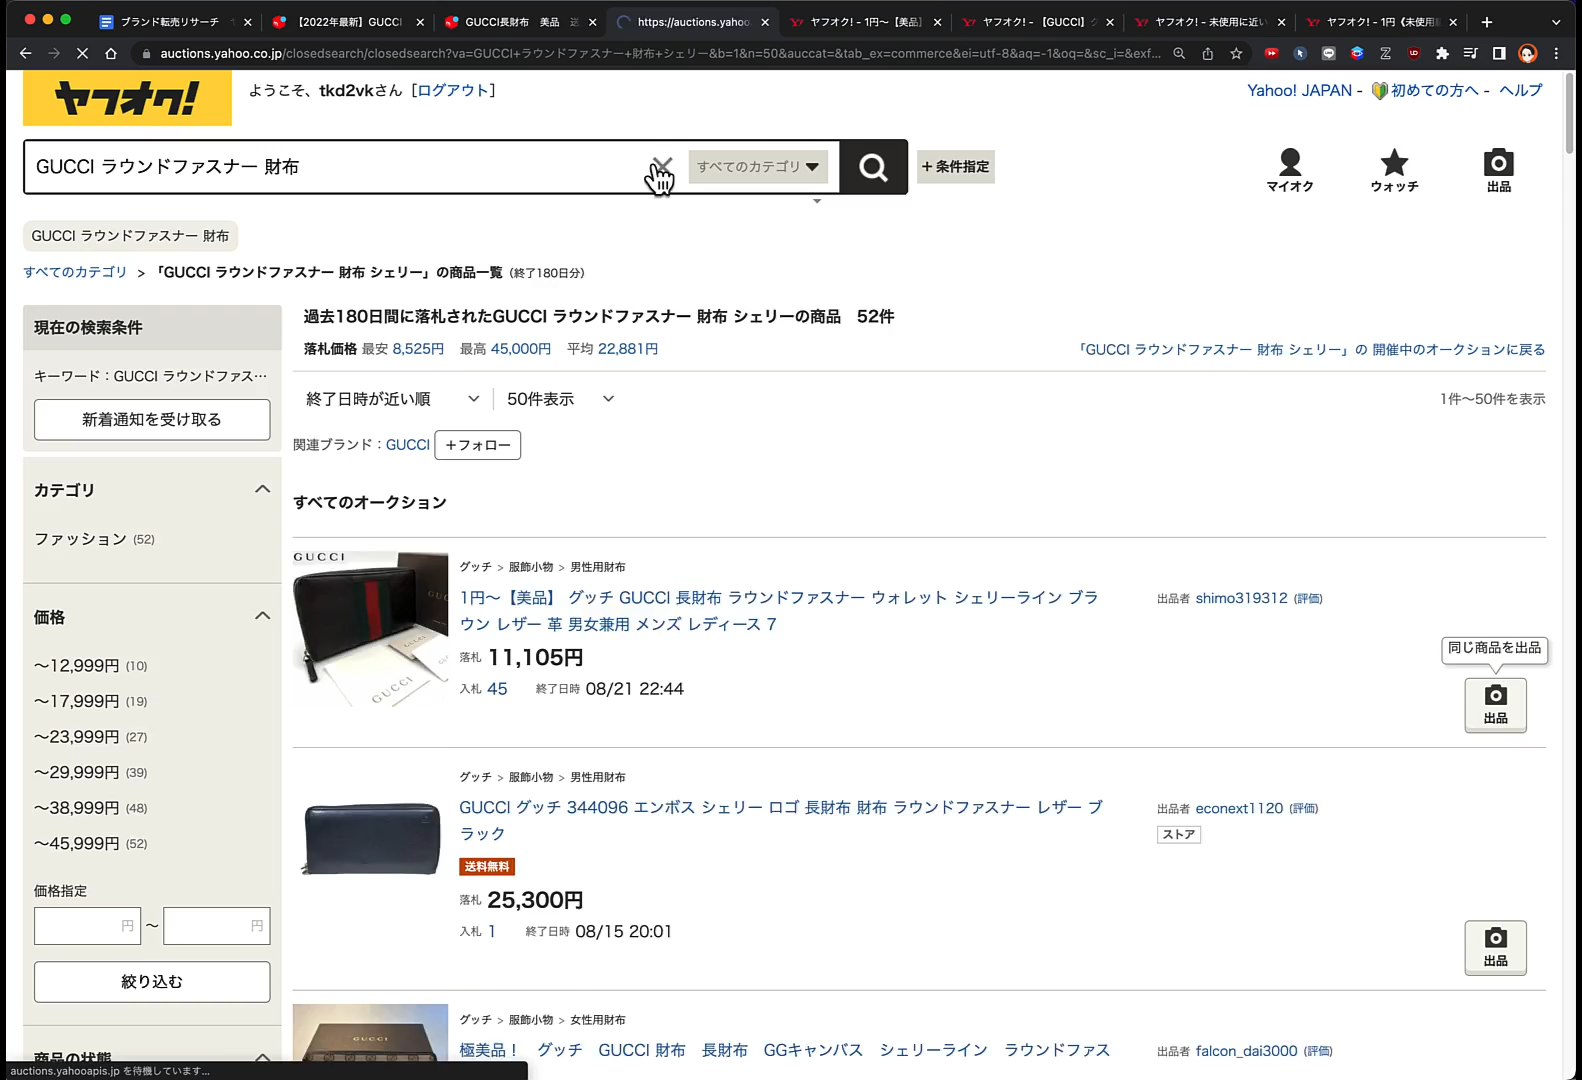 ブランド転売リサーチ
【2022年最新】GUCCI
GUCCI長財布 美品
https://auctions.yahoo
ヤフオク! - 1円〜【美品】
ヤフオク! - 【GUCCI】
ヤフオク! - 未使用に近い
ヤフオク! - 1円《未使用
auctions.yahoo.co.jp/closedsearch/closedsearch?va=GUCCI+ラウンドファスナー+財布+シェリー&b=1&n=50&auccat=&tab_ex=commerce&ei=utf-8&aq=-1&oq=&sc_i=&exf...
ヤフオク!
ようこそ、tkd2vkさん [ログアウト]
Yahoo! JAPAN - 初めての方へ - ヘルプ
GUCCI ラウンドファスナー 財布
すべてのカテゴリ
+ 条件指定
マイオク
ウォッチ
出品
GUCCI ラウンドファスナー 財布
すべてのカテゴリ > 「GUCCI ラウンドファスナー 財布 シェリー」の商品一覧 (終了180日分)
現在の検索条件
キーワード:GUCCI ラウンドファス…
新着通知を受け取る
カテゴリ
ファッション (52)
価格
〜12,999円 (10)
〜17,999円 (19)
〜23,999円 (27)
〜29,999円 (39)
〜38,999円 (48)
〜45,999円 (52)
価格指定
円 〜 円
絞り込む
商品の状態
過去180日間に落札されたGUCCI ラウンドファスナー 財布 シェリーの商品 52件
落札価格 最安 8,525円 最高 45,000円 平均 22,881円
「GUCCI ラウンドファスナー 財布 シェリー」の 開催中のオークションに戻る
終了日時が近い順
50件表示
1件〜50件を表示
関連ブランド:GUCCI +フォロー
すべてのオークション
GUCCI
GUCCI
グッチ > 服飾小物 > 男性用財布
1円〜【美品】 グッチ GUCCI 長財布 ラウンドファスナー ウォレット シェリーライン ブラ
ウン レザー 革 男女兼用 メンズ レディース 7
落札 11,105円
入札 45 終了日時 08/21 22:44
出品者 shimo319312 (評価)
同じ商品を出品
出品
グッチ > 服飾小物 > 男性用財布
GUCCI グッチ 344096 エンボス シェリー ロゴ 長財布 財布 ラウンドファスナー レザー ブ
ラック
送料無料
落札 25,300円
入札 1 終了日時 08/15 20:01
出品者 econext1120 (評価)
ストア
出品
GUCCI
グッチ > 服飾小物 > 女性用財布
極美品! グッチ GUCCI 財布 長財布 GGキャンバス シェリーライン ラウンドファス
出品者 falcon_dai3000 (評価)
auctions.yahooapis.jp を待機しています...